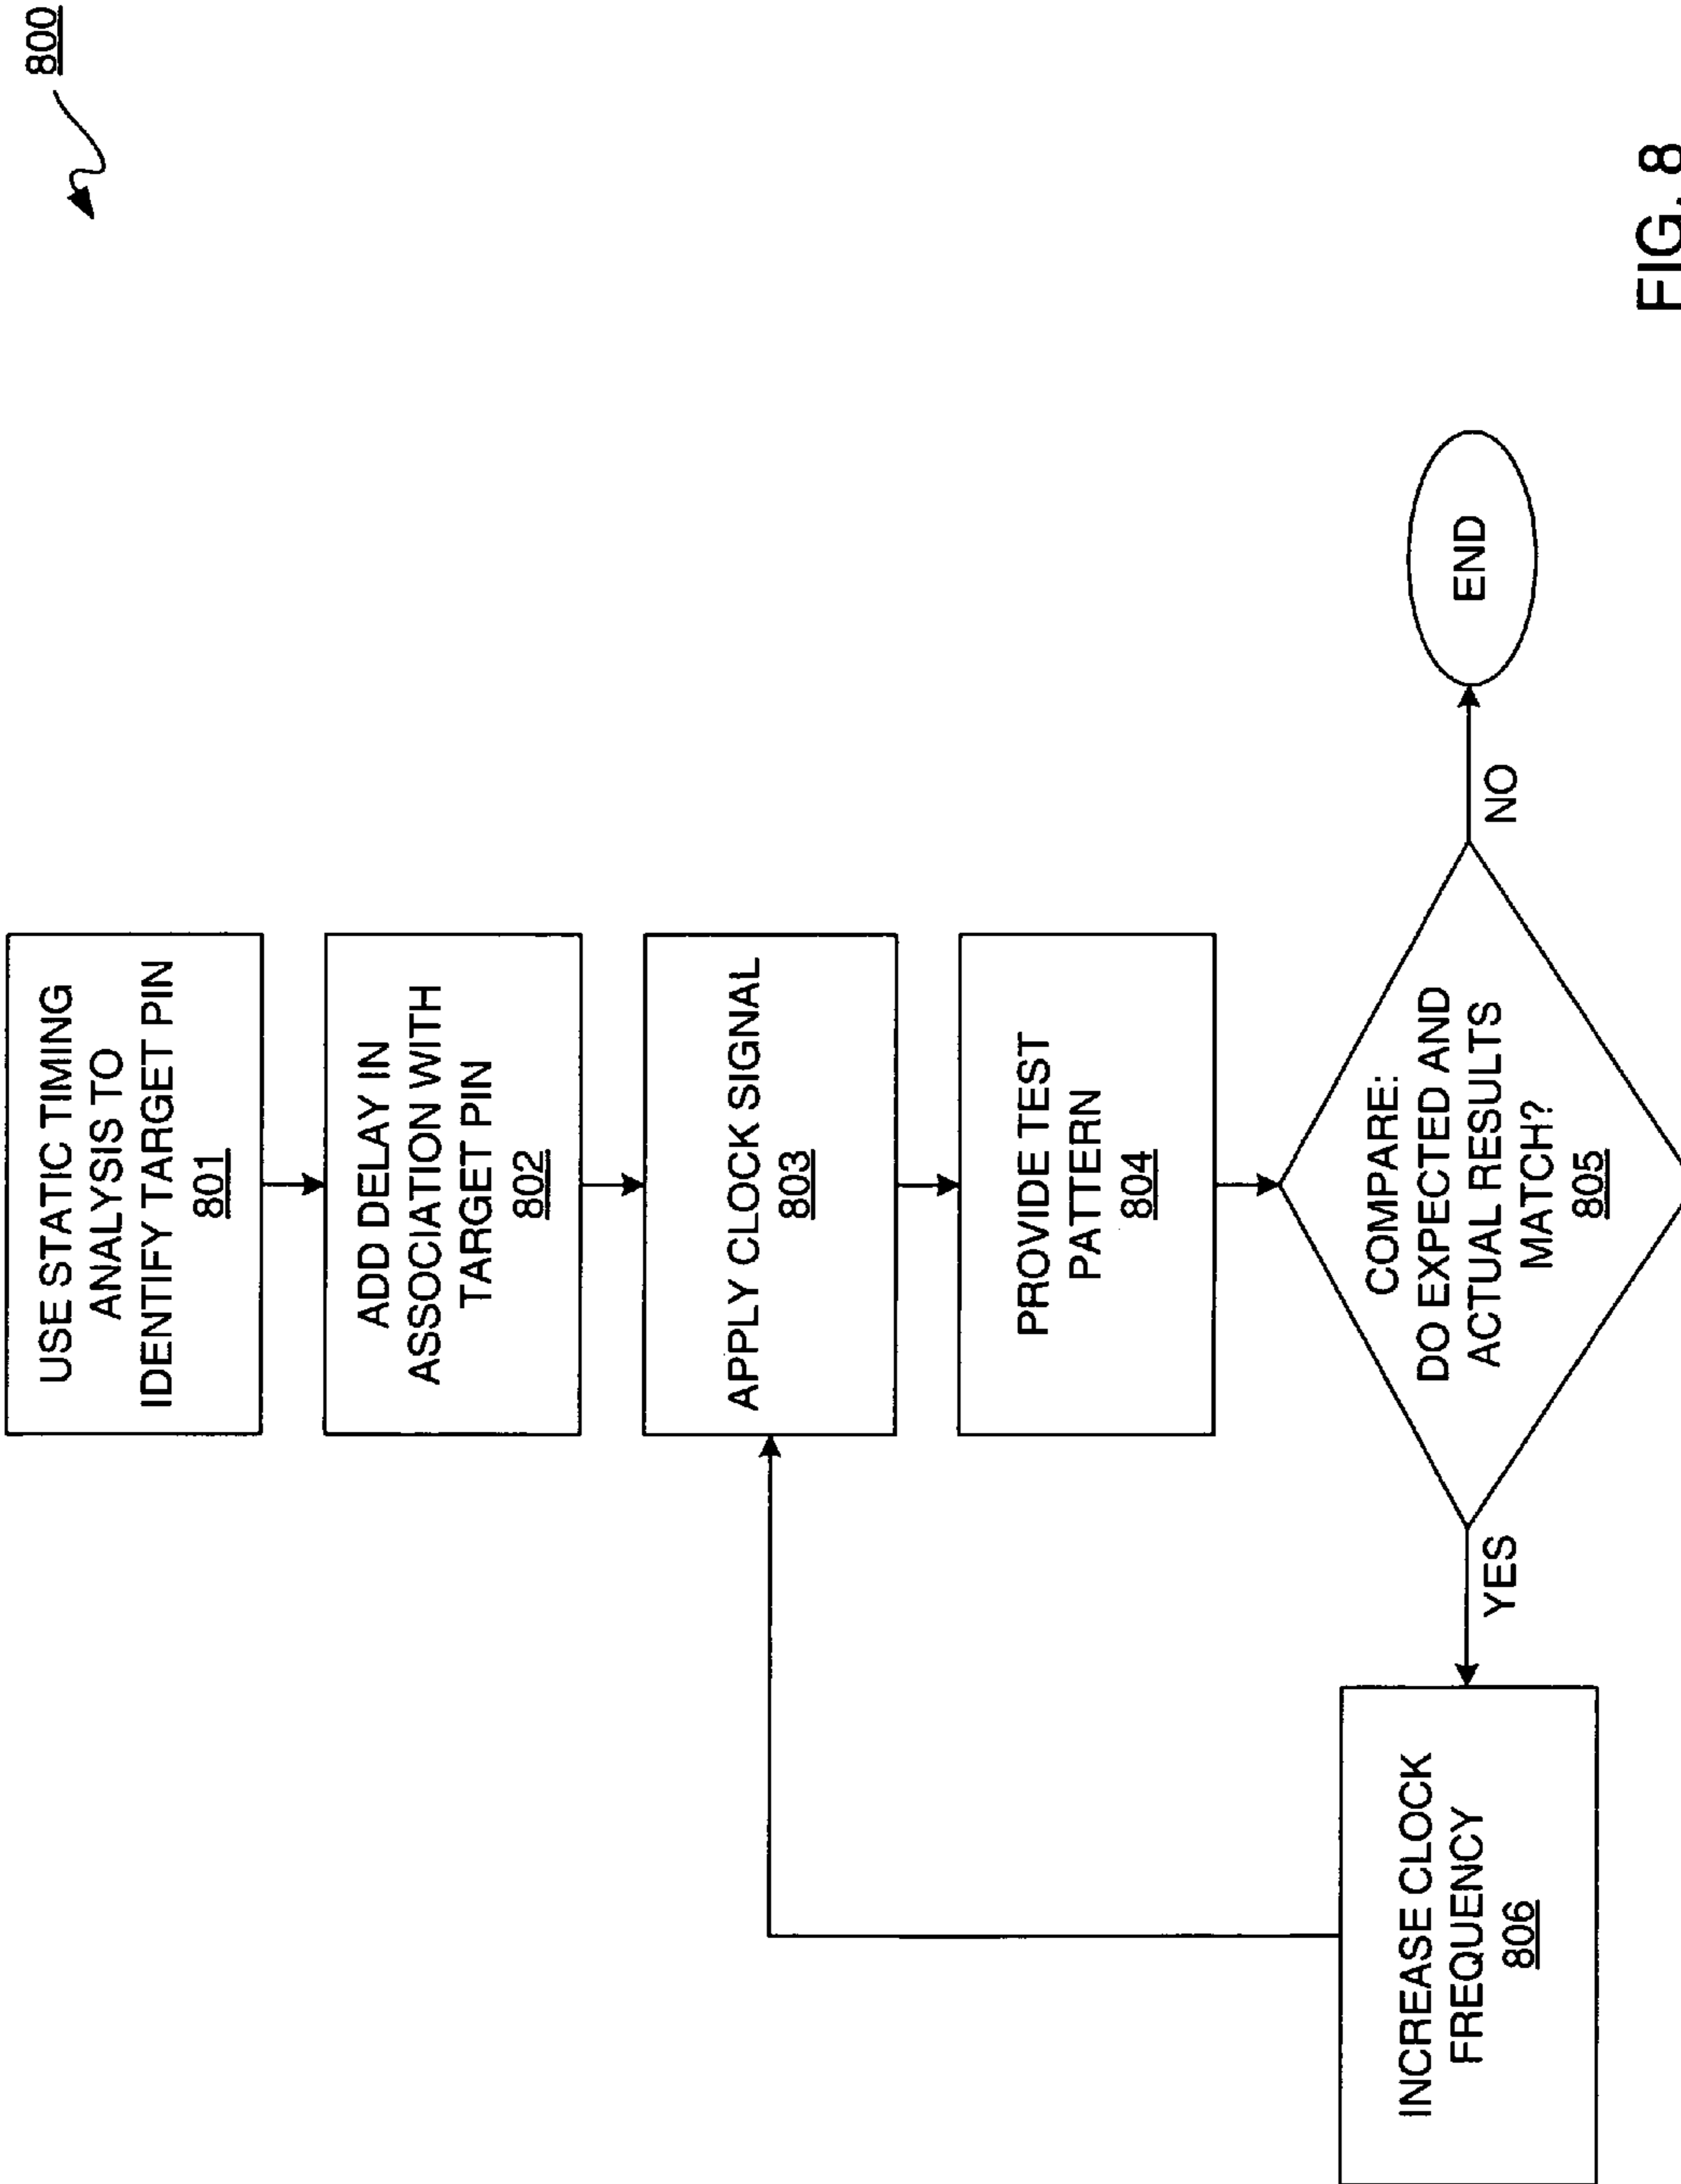 800
USE STATIC TIMING
ANALYSIS TO
IDENTIFY TARGET PIN
801
ADD DELAY IN
ASSOCIATION WITH
TARGET PIN
802
APPLY CLOCK SIGNAL
803
PROVIDE TEST
PATTERN
804
COMPARE:
DO EXPECTED AND
ACTUAL RESULTS
MATCH?
805
YES
NO
INCREASE CLOCK
FREQUENCY
806
END
FIG. 8